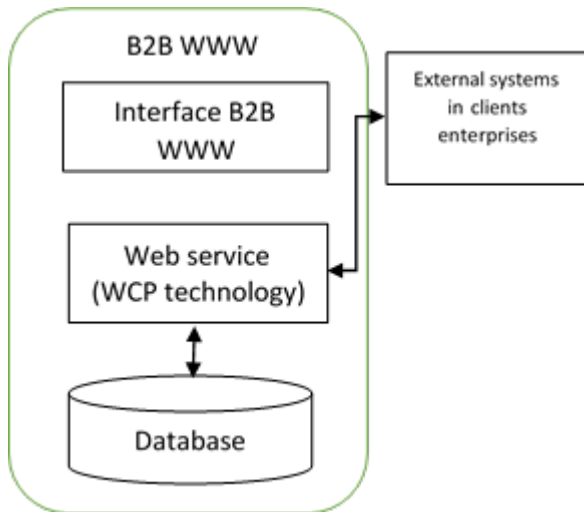 B2B WWW
Interface B2B
WWW
External systems
in clients
enterprises
Web service
(WCP technology)
Database